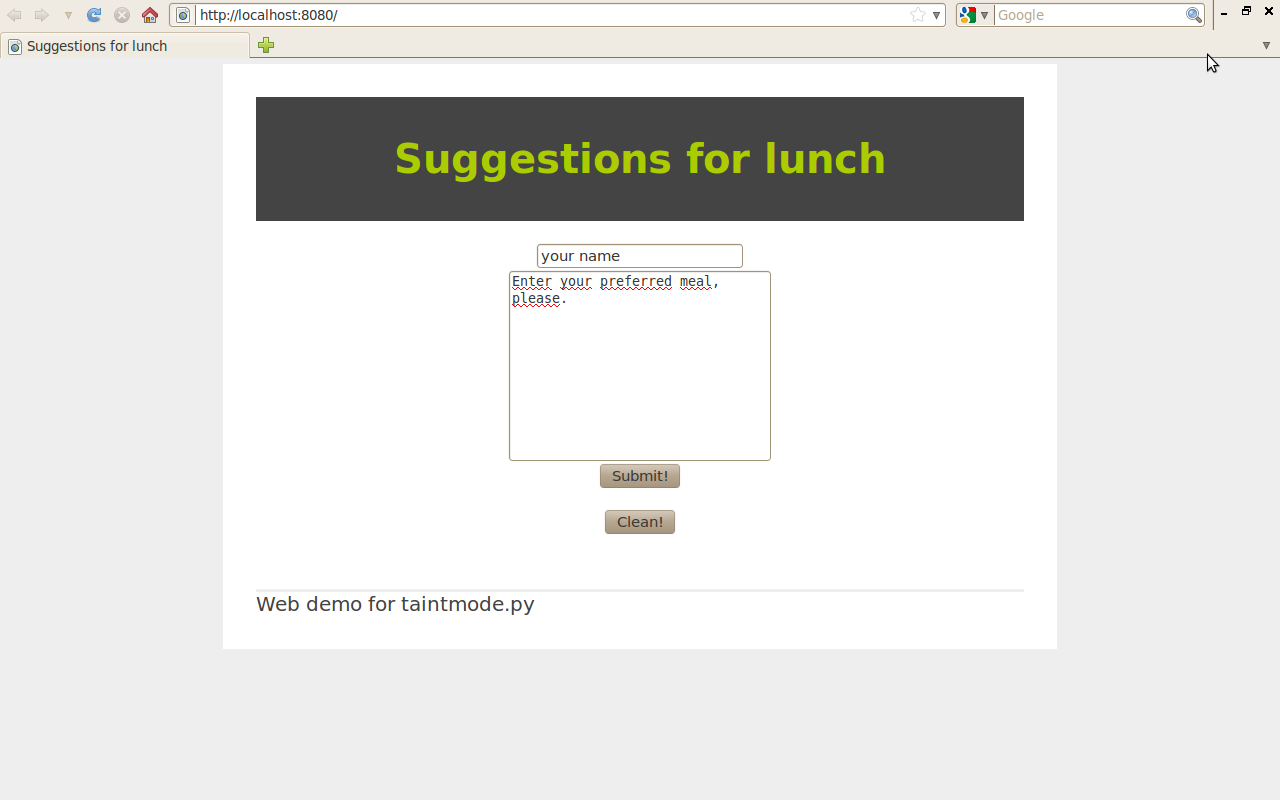 http://localhost:8080/
Google
Suggestions for lunch
Suggestions for lunch
your name
Enter your preferred meal,
please.
Submit!
Clean!
Web demo for taintmode.py